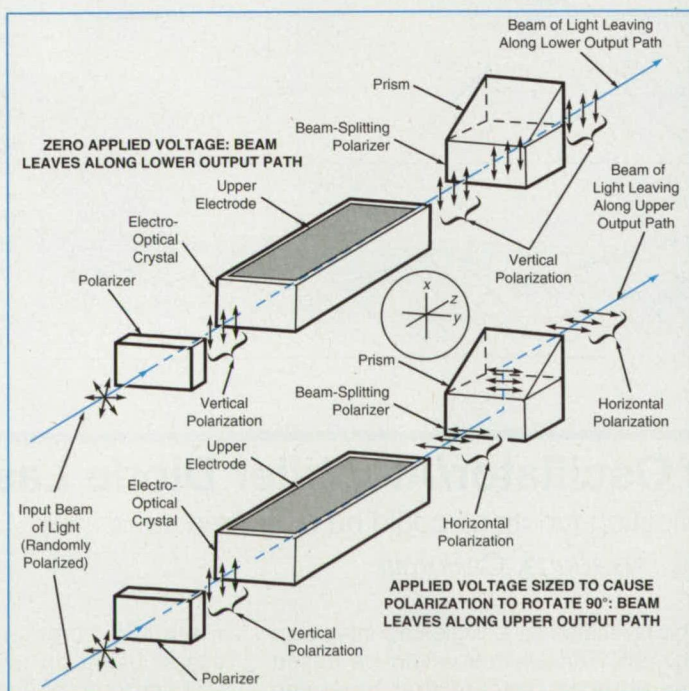 Beam of Light Leaving
Along Lower Output Path
Prism
Beam-Splitting
Polarizer
ZERO APPLIED VOLTAGE: BEAM
LEAVES ALONG LOWER OUTPUT PATH
Upper
Electrode
Electro-
Optical
Crystal
Polarizer
Beam of
Light Leaving
Along Upper
Output Path
Vertical
Polarization
x
z
y
Vertical
Polarization
Prism
Beam-Splitting
Polarizer
Horizontal
Polarization
Upper
Electrode
Electro-
Optical
Crystal
Input Beam
of Light
(Randomly
Polarized)
Horizontal
Polarization
APPLIED VOLTAGE SIZED TO CAUSE
POLARIZATION TO ROTATE 90°: BEAM
LEAVES ALONG UPPER OUTPUT PATH
Vertical
Polarization
Polarizer